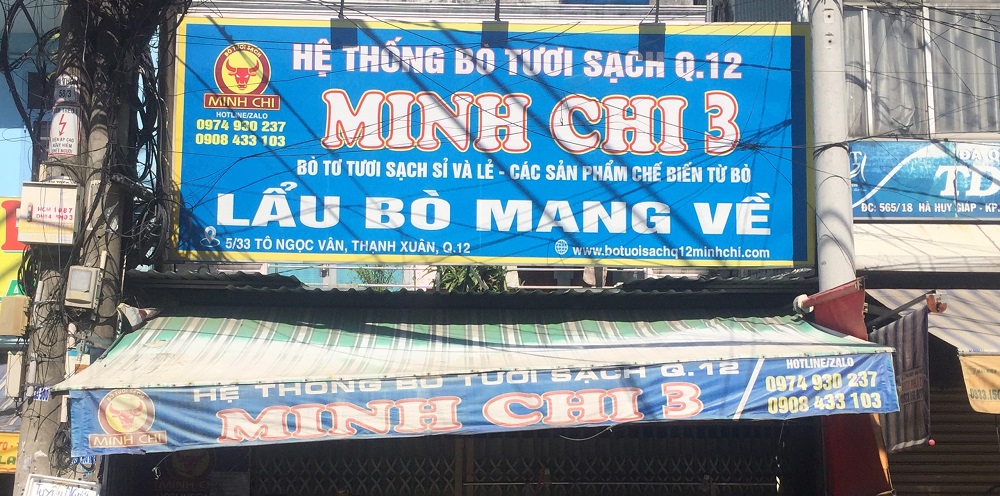 HỆ THỐNG BÒ TƯƠI SẠCH Q.12
BÒ TƠ TƯƠI SẠCH
MINH CHI
HOTLINE/ZALO
0974 930 237
0908 433 103
MINH CHI 3
BÒ TƠ TƯƠI SẠCH SỈ VÀ LẺ - CÁC SẢN PHẨM CHẾ BIẾN TỪ BÒ
LẨU BÒ MANG VỀ
5/33 TÔ NGỌC VÂN, THẠNH XUÂN, Q.12
www.botuoisachq12minhchi.com
TD
ĐC: 565/18 HÀ HUY GIÁP - KP.
HỆ THỐNG BÒ TƯƠI SẠCH Q.12
MINH CHI 3
MINH CHI
HOTLINE/ZALO
0974 930 237
0908 433 103